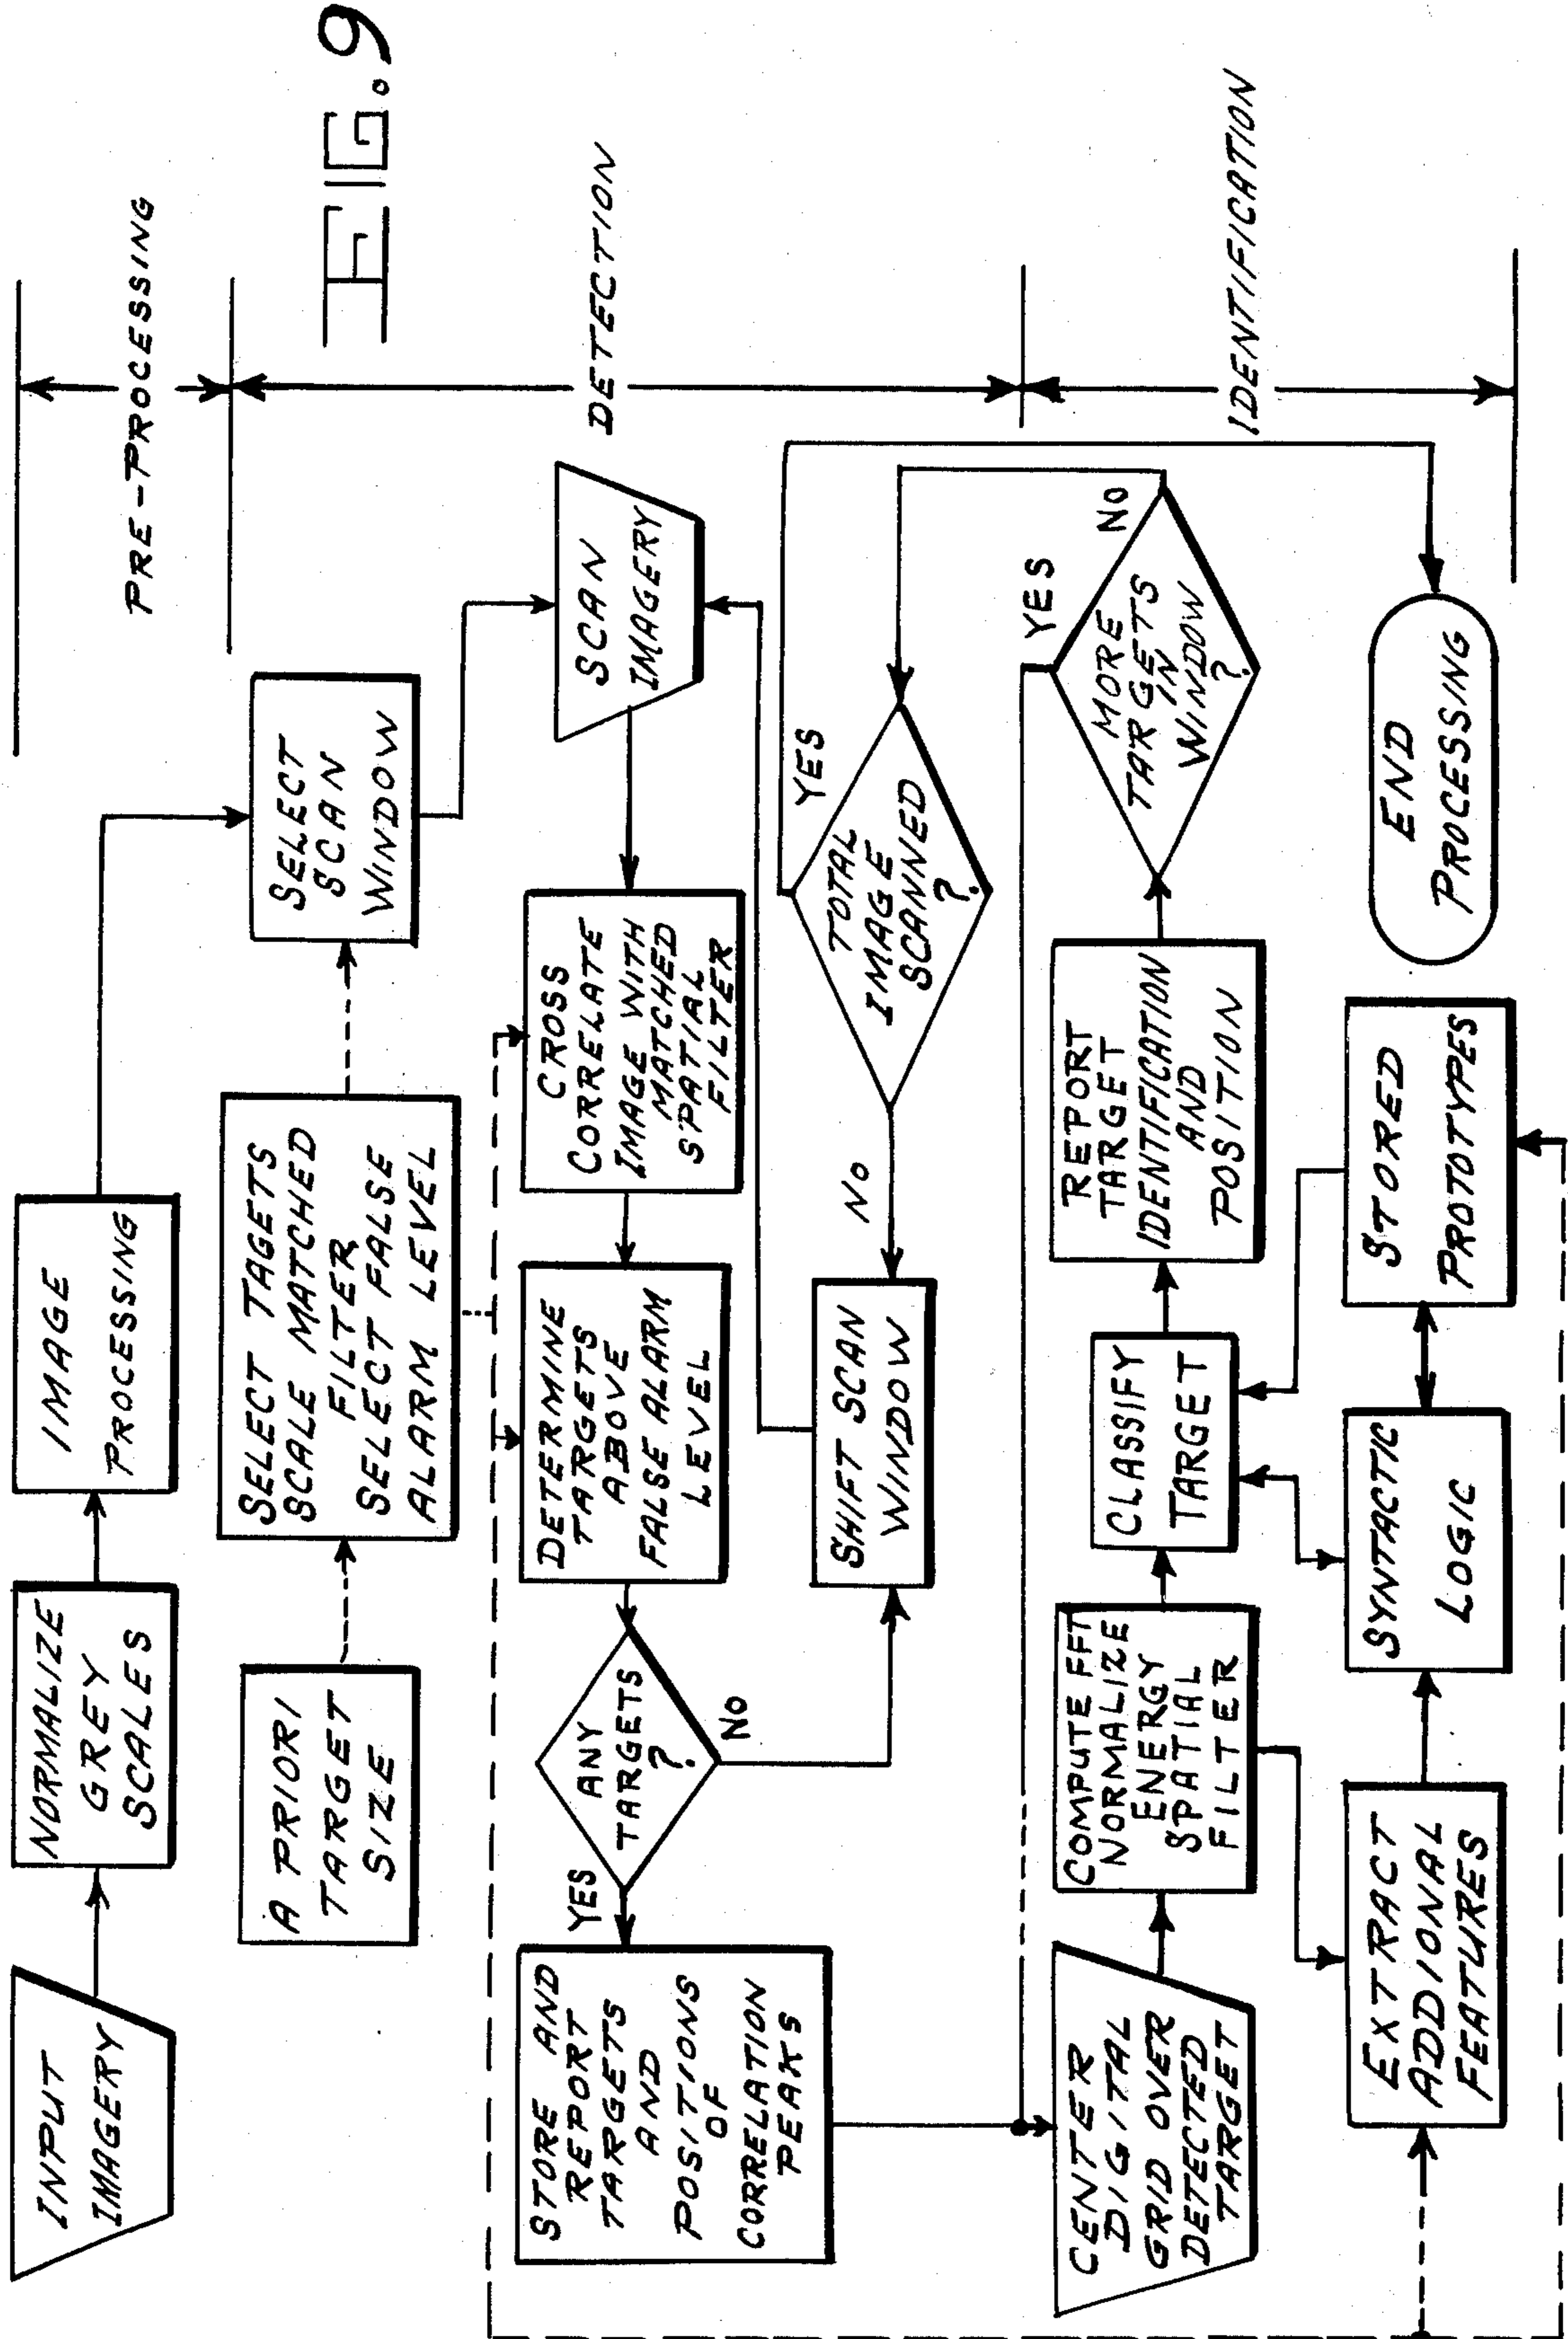 INPUT
IMAGERY
NORMALIZE
GREY
SCALES
IMAGE
PROCESSING
PRE-PROCESSING
A PRIORI
TARGET
SIZE
SELECT TAGETS
SCALE MATCHED
FILTER
SELECT FALSE
ALARM LEVEL
SELECT
SCAN
WINDOW
FIG. 9
STORE AND
REPORT
TARGETS
AND
POSITIONS
OF
CORRELATION
PEAKS
YES
ANY
TARGETS
?
NO
DETERMINE
TARGETS
ABOVE
FALSE ALARM
LEVEL
CROSS
CORRELATE
IMAGE WITH
MATCHED
SPATIAL
FILTER
SCAN
IMAGERY
DETECTION
SHIFT SCAN
WINDOW
NO
TOTAL
IMAGE
SCANNED
?
YES
CENTER
DIGITAL
GRID OVER
DETECTED
TARGET
COMPUTE FFT
NORMALIZE
ENERGY
SPATIAL
FILTER
CLASSIFY
TARGET
REPORT
TARGET
IDENTIFICATION
AND
POSITION
YES
MORE
TARGETS
IN
WINDOW
?
NO
IDENTIFICATION
EXTRACT
ADDIONAL
FEATURES
SYNTACTIC
LOGIC
STORED
PROTOTYPES
END
PROCESSING